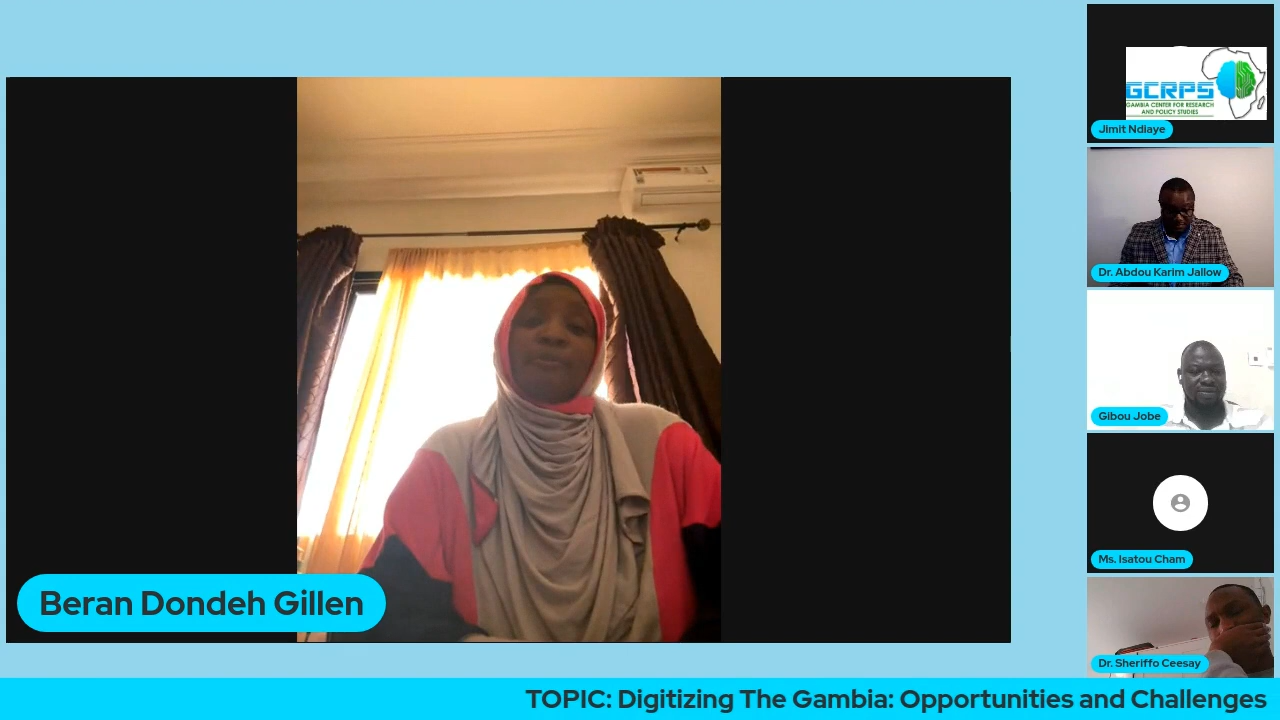 GCRPS
GAMBIA CENTER FOR RESEARCH
AND POLICY STUDIES
Jimit Ndiaye
Dr. Abdou Karim Jallow
Gibou Jobe
Ms. Isatou Cham
Dr. Sheriffo Ceesay
Beran Dondeh Gillen
TOPIC: Digitizing The Gambia: Opportunities and Challenges